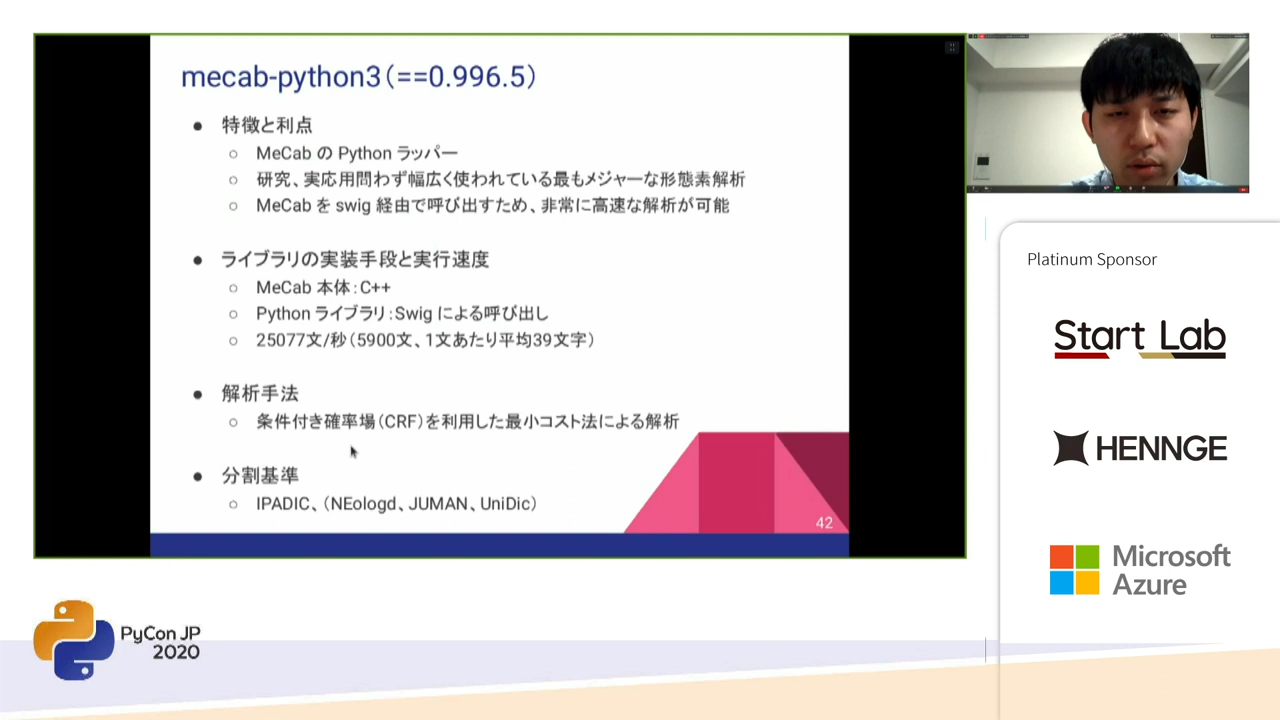 mecab-python3(==0.996.5)
● 特徴と利点
○ MeCab の Python ラッパー
○ 研究、実応用問わず幅広く使われている最もメジャーな形態素解析
○ MeCab を swig 経由で呼び出すため、非常に高速な解析が可能
● ライブラリの実装手段と実行速度
○ MeCab 本体:C++
○ Python ライブラリ:Swig による呼び出し
○ 25077文/秒(5900文、1文あたり平均39文字)
● 解析手法
○ 条件付き確率場(CRF)を利用した最小コスト法による解析
● 分割基準
○ IPADIC、(NEologd、JUMAN、UniDic)
42
Platinum Sponsor
Start Lab
HENNGE
Microsoft
Azure
PyCon JP
2020